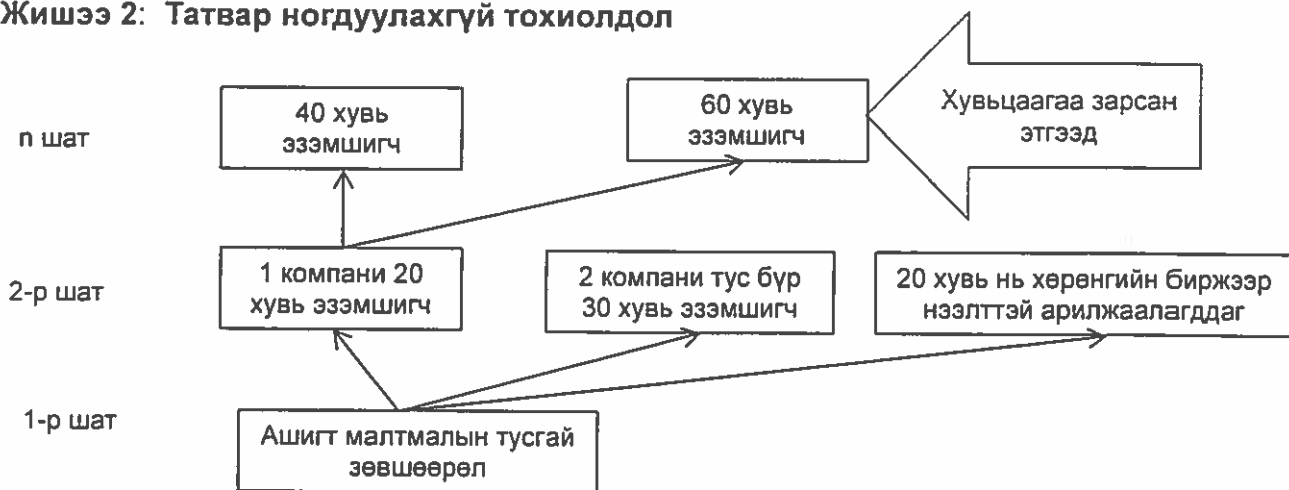 Жишээ 2: Татвар ногдуулахгүй тохиолдол
n шат
40 хувь
эзэмшигч
60 хувь
эзэмшигч
Хувьцаагаа зарсан
этгээд
2-р шат
1 компани 20
хувь эзэмшигч
2 компани тус бүр
30 хувь эзэмшигч
20 хувь нь хөрөнгийн биржээр
нээлттэй арилжаалагддаг
1-р шат
Ашигт малтмалын тусгай
зөвшөөрөл